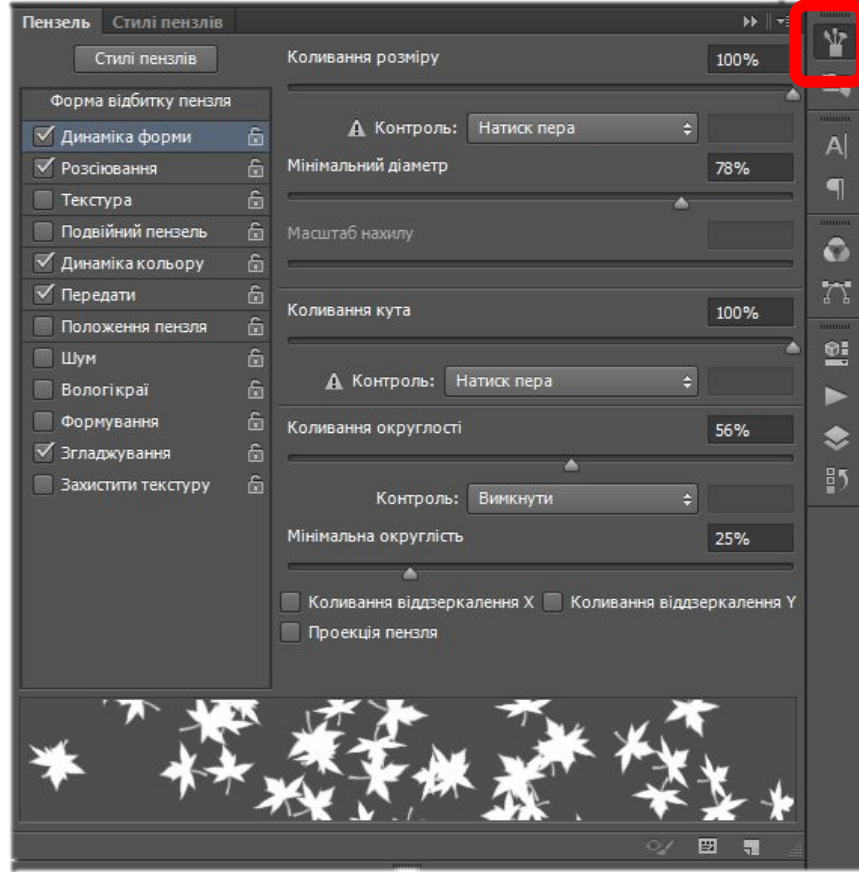 Пензель Стилі пензлів
Стилі пензлів
Форма відбитку пензля
Динаміка форми
Розсіювання
Текстура
Подвійний пензель
Динаміка кольору
Передати
Положення пензля
Шум
Вологі краї
Формування
Згладжування
Захистити текстуру
Коливання розміру 100%
Контроль: Натиск пера
Мінімальний діаметр 78%
Масштаб нахилу
Коливання кута 100%
Контроль: Натиск пера
Коливання округлості 56%
Контроль: Вимкнути
Мінімальна округлість 25%
Коливання віддзеркалення X Коливання віддзеркалення Y
Проекція пензля
A|